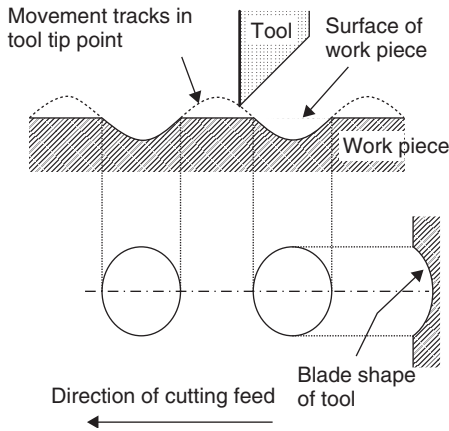 Movement tracks in
tool tip point
Tool
Surface of
work piece
Work piece
Blade shape
of tool
Direction of cutting feed